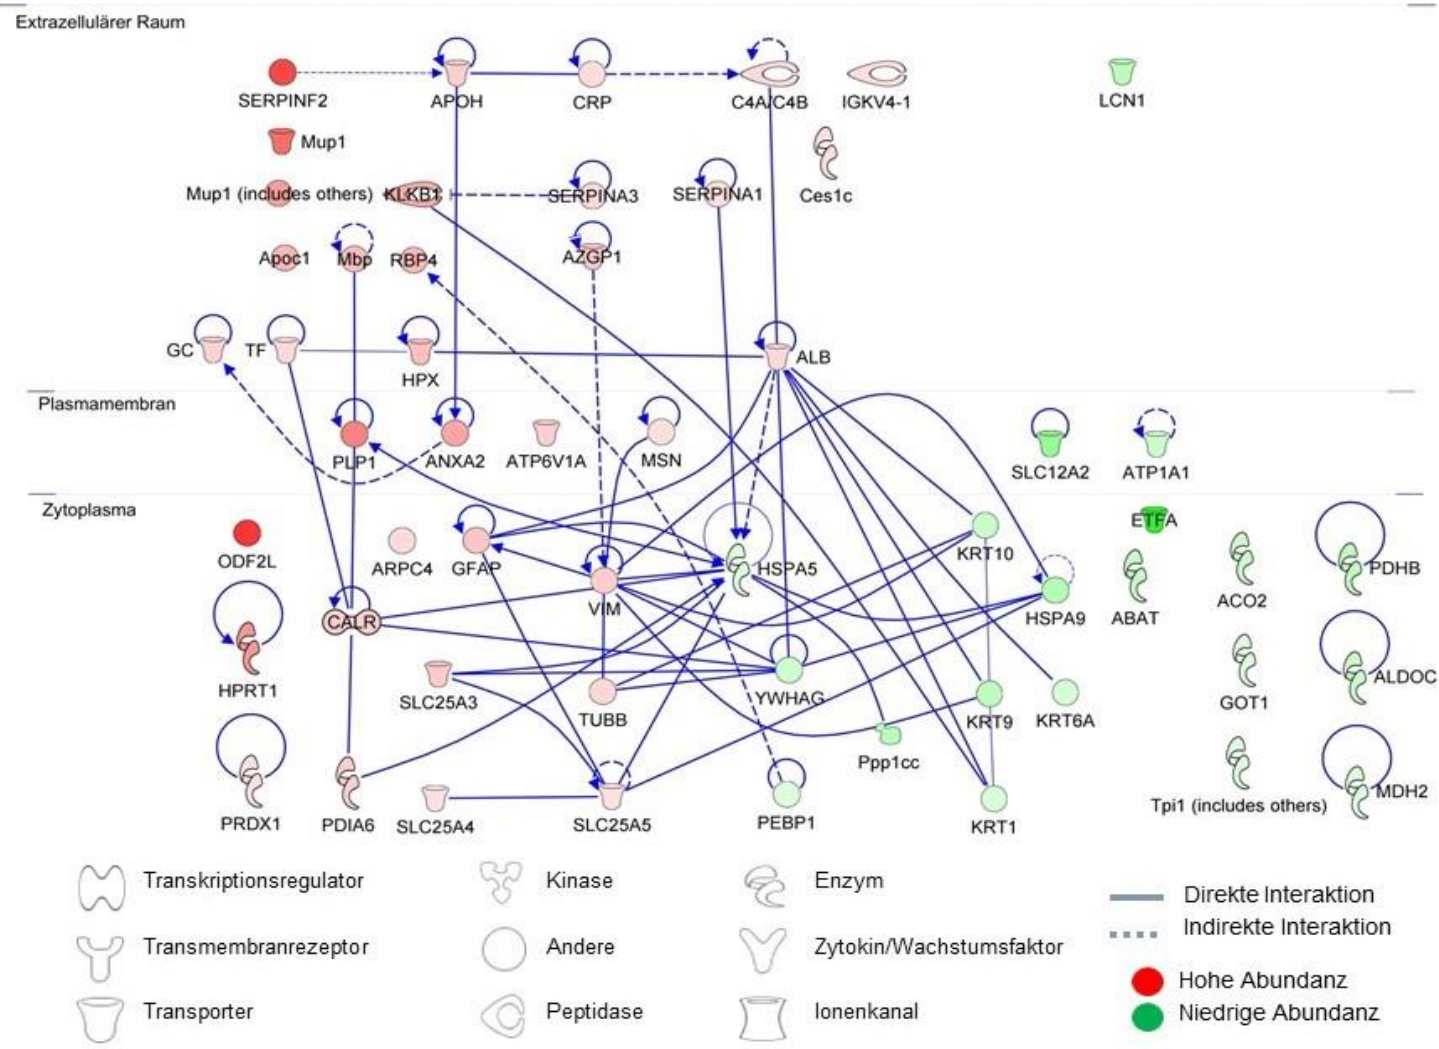 Extrazellulärer Raum
SERPINF2
APOH
CRP
C4A/C4B
IGKV4-1
LCN1
Mup1
Mup1 (includes others)
KLKB1
SERPINA3
SERPINA1
Ces1c
Apoc1
Mbp
RBP4
AZGP1
GC
TF
HPX
ALB
Plasmamembran
PLP1
ANXA2
ATP6V1A
MSN
SLC12A2
ATP1A1
Zytoplasma
ODF2L
ARPC4
GFAP
VIM
HSPA5
KRT10
HSPA9
ETFA
ABAT
ACO2
PDHB
HPRT1
CALR
SLC25A3
TUBB
YWHAG
KRT9
KRT6A
GOT1
ALDOC
Ppp1cc
PRDX1
PDIA6
SLC25A4
SLC25A5
PEBP1
KRT1
Tpi1 (includes others)
MDH2
Transkriptionsregulator
Kinase
Enzym
Direkte Interaktion
Indirekte Interaktion
Transmembranrezeptor
Andere
Zytokin/Wachstumsfaktor
Hohe Abundanz
Transporter
Peptidase
Ionenkanal
Niedrige Abundanz